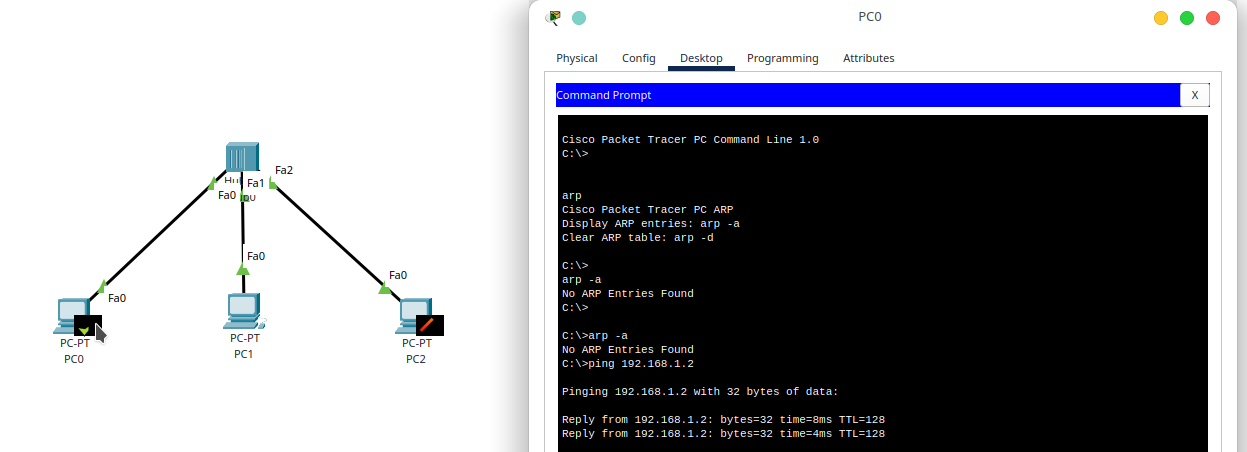 PC0
Physical
Config
Desktop
Programming
Attributes
Command Prompt
X
Cisco Packet Tracer PC Command Line 1.0
C:\>
arp
Cisco Packet Tracer PC ARP
Display ARP entries: arp -a
Clear ARP table: arp -d
C:\>
arp -a
No ARP Entries Found
C:\>
C:\>arp -a
No ARP Entries Found
C:\>ping 192.168.1.2
Pinging 192.168.1.2 with 32 bytes of data:
Reply from 192.168.1.2: bytes=32 time=8ms TTL=128
Reply from 192.168.1.2: bytes=32 time=4ms TTL=128
Fa2
Fa1
Fa0
Fa0
Fa0
Fa0
PC-PT
PC0
PC-PT
PC1
PC-PT
PC2